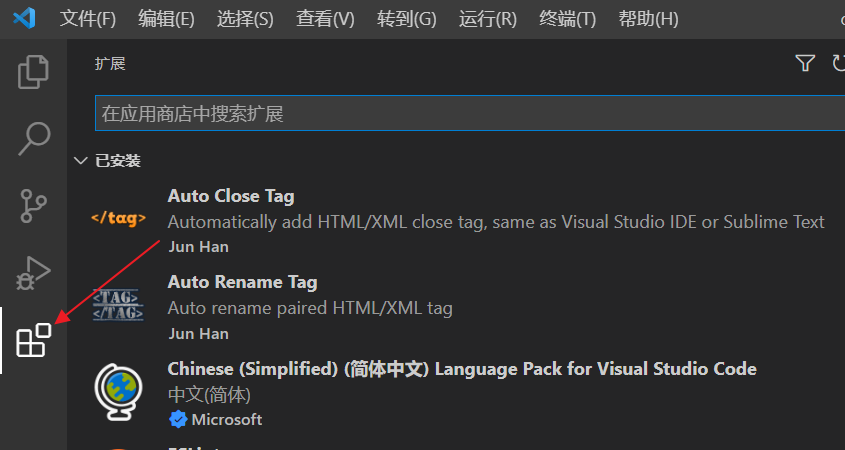 文件(F) 编辑(E) 选择(S) 查看(V) 转到(G) 运行(R) 终端(T) 帮助(H)
扩展
在应用商店中搜索扩展
已安装
Auto Close Tag
</tag>
Automatically add HTML/XML close tag, same as Visual Studio IDE or Sublime Text
Jun Han
Auto Rename Tag
<TAG>
</TAG>
Auto rename paired HTML/XML tag
Jun Han
Chinese (Simplified) (简体中文) Language Pack for Visual Studio Code
中文(简体)
Microsoft